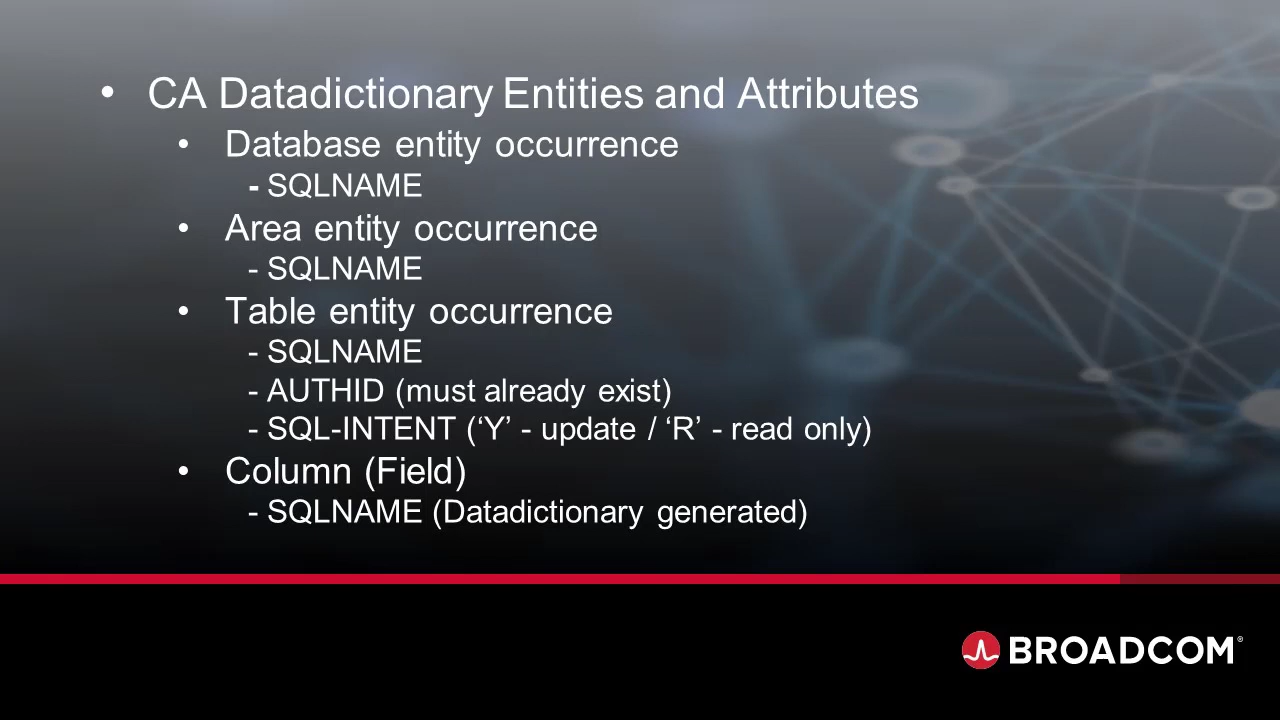 • CA Datadictionary Entities and Attributes
• Database entity occurrence
- SQLNAME
• Area entity occurrence
- SQLNAME
• Table entity occurrence
- SQLNAME
- AUTHID (must already exist)
- SQL-INTENT (‘Y’ - update / ‘R’ - read only)
• Column (Field)
- SQLNAME (Datadictionary generated)
BROADCOM®